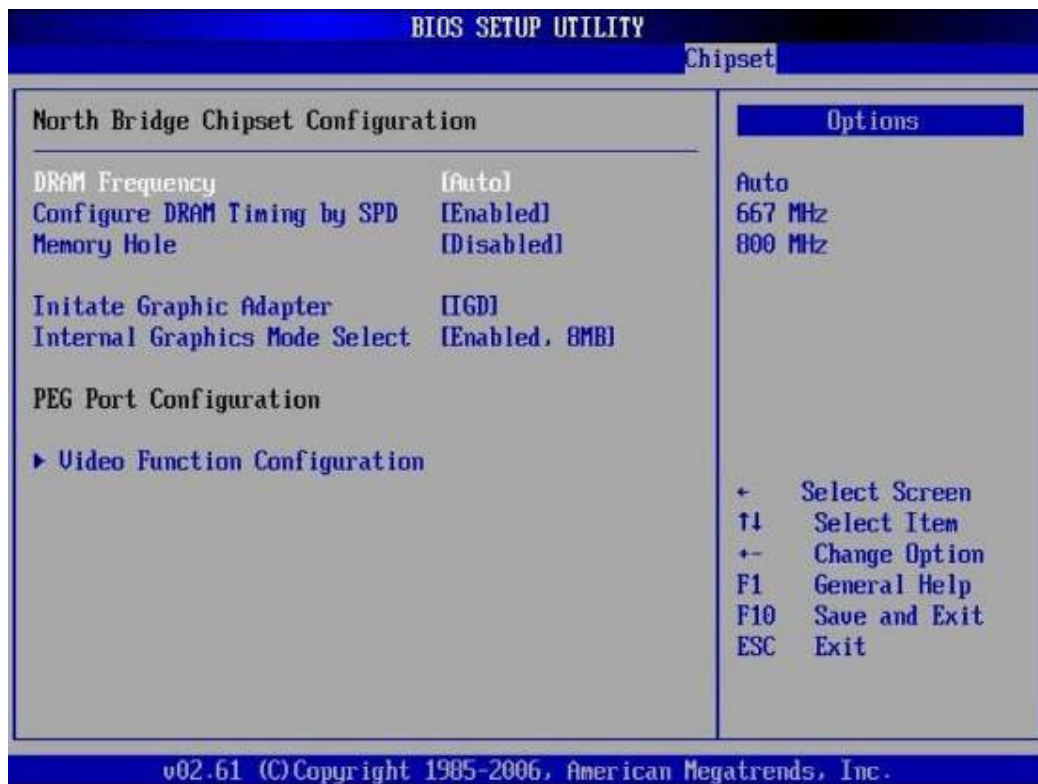 BIOS SETUP UTILITY
Chipset
North Bridge Chipset Configuration
DRAM Frequency [Auto]
Configure DRAM Timing by SPD [Enabled]
Memory Hole [Disabled]
Initate Graphic Adapter [IGD]
Internal Graphics Mode Select [Enabled, 8MB]
PEG Port Configuration
▶ Video Function Configuration
Options
Auto
667 MHz
800 MHz
← Select Screen
↑↓ Select Item
+- Change Option
F1 General Help
F10 Save and Exit
ESC Exit
v02.61 (C)Copyright 1985-2006, American Megatrends, Inc.